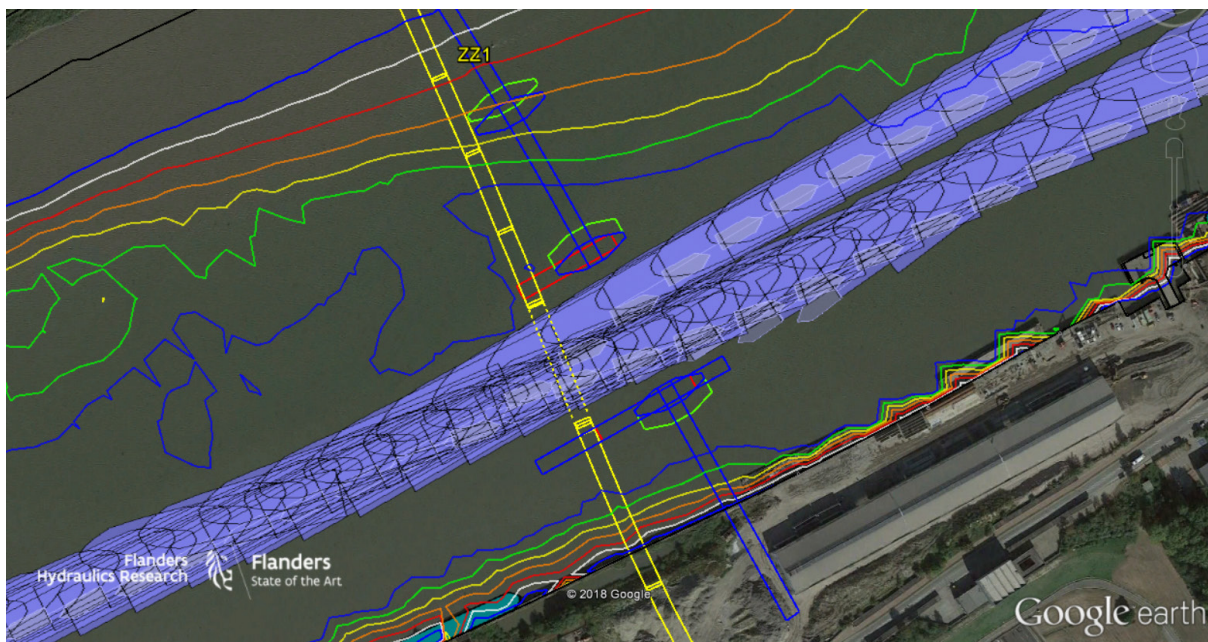 ZZ1
Flanders
Hydraulics Research
Flanders
State of the Art
© 2018 Google
Google earth